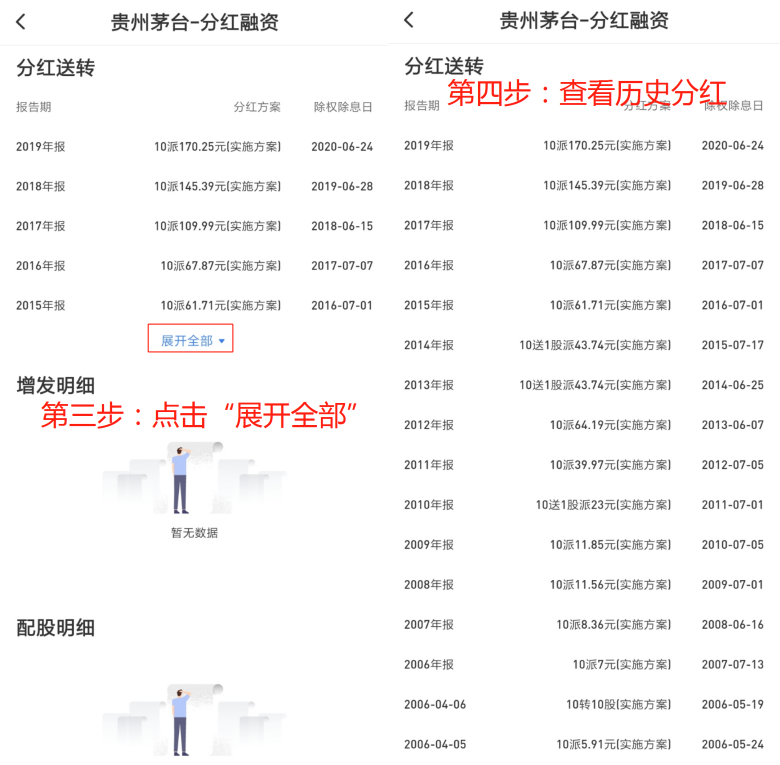 贵州茅台-分红融资
分红送转
报告期 分红方案 除权除息日
2019年报 10派170.25元(实施方案) 2020-06-24
2018年报 10派145.39元(实施方案) 2019-06-28
2017年报 10派109.99元(实施方案) 2018-06-15
2016年报 10派67.87元(实施方案) 2017-07-07
2015年报 10派61.71元(实施方案) 2016-07-01
展开全部
增发明细
第三步：点击“展开全部”
暂无数据
配股明细
贵州茅台-分红融资
分红送转
第四步：查看历史分红
报告期 分红方案 除权除息日
2019年报 10派170.25元(实施方案) 2020-06-24
2018年报 10派145.39元(实施方案) 2019-06-28
2017年报 10派109.99元(实施方案) 2018-06-15
2016年报 10派67.87元(实施方案) 2017-07-07
2015年报 10派61.71元(实施方案) 2016-07-01
2014年报 10送1股派43.74元(实施方案) 2015-07-17
2013年报 10送1股派43.74元(实施方案) 2014-06-25
2012年报 10派64.19元(实施方案) 2013-06-07
2011年报 10派39.97元(实施方案) 2012-07-05
2010年报 10送1股派23元(实施方案) 2011-07-01
2009年报 10派11.85元(实施方案) 2010-07-05
2008年报 10派11.56元(实施方案) 2009-07-01
2007年报 10派8.36元(实施方案) 2008-06-16
2006年报 10派7元(实施方案) 2007-07-13
2006-04-06 10转10股(实施方案) 2006-05-19
2006-04-05 10派5.91元(实施方案) 2006-05-24